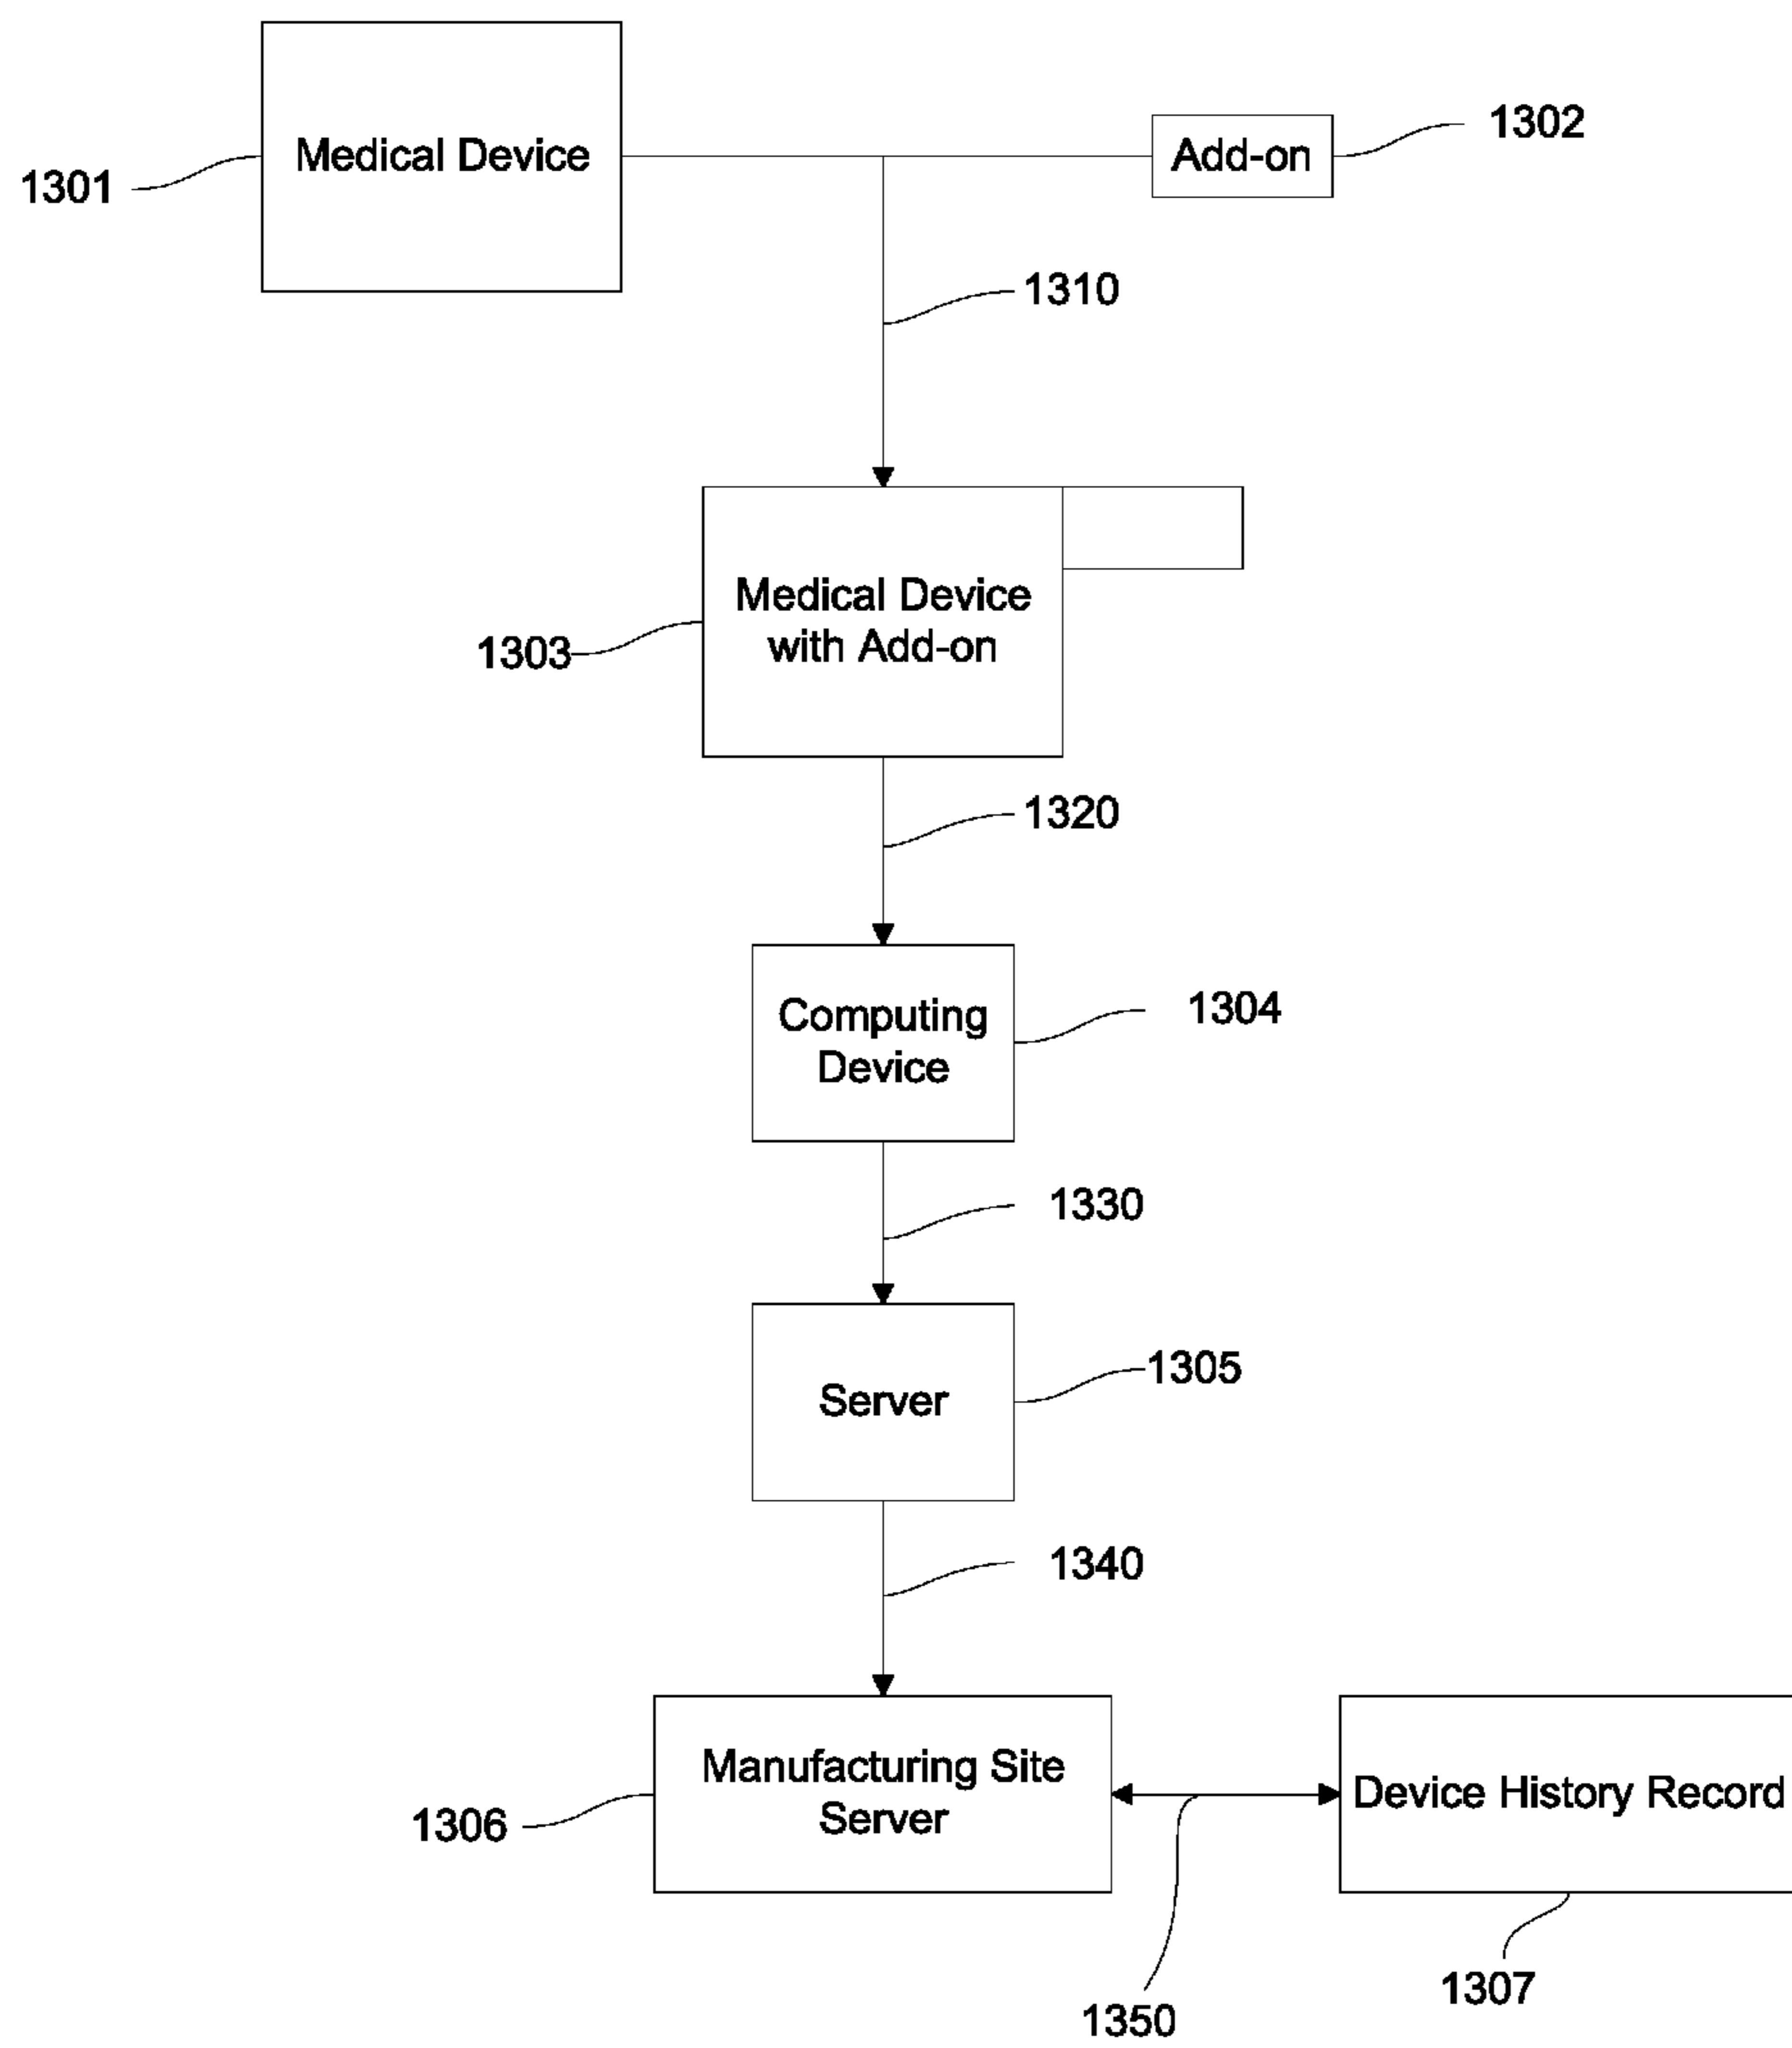 1302
Medical Device
Add-on
1301
1310
Medical Device
with Add-on
1303
1320
Computing
Device
1304
1330
Server
1305
1340
Manufacturing Site
Server
Device History Record
1306
1307
1350